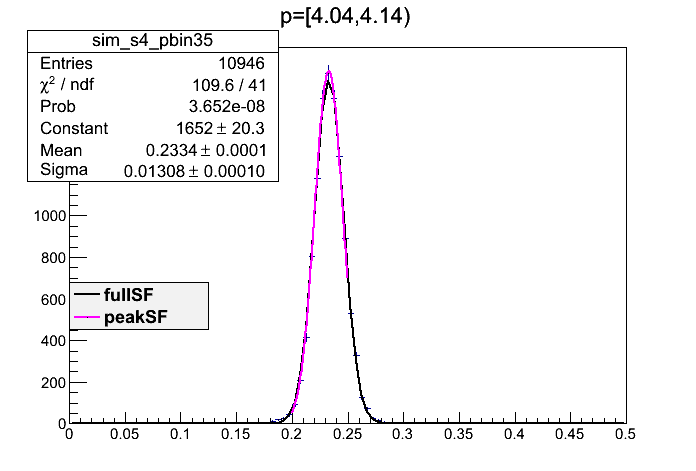 p=[4.04,4.14)
sim_s4_pbin35
Entries 10946
χ² / ndf 109.6 / 41
Prob 3.652e-08
Constant 1652 ± 20.3
Mean 0.2334 ± 0.0001
Sigma 0.01308 ± 0.00010
1000
800
600
400
200
0
fullSF
peakSF
0 0.05 0.1 0.15 0.2 0.25 0.3 0.35 0.4 0.45 0.5